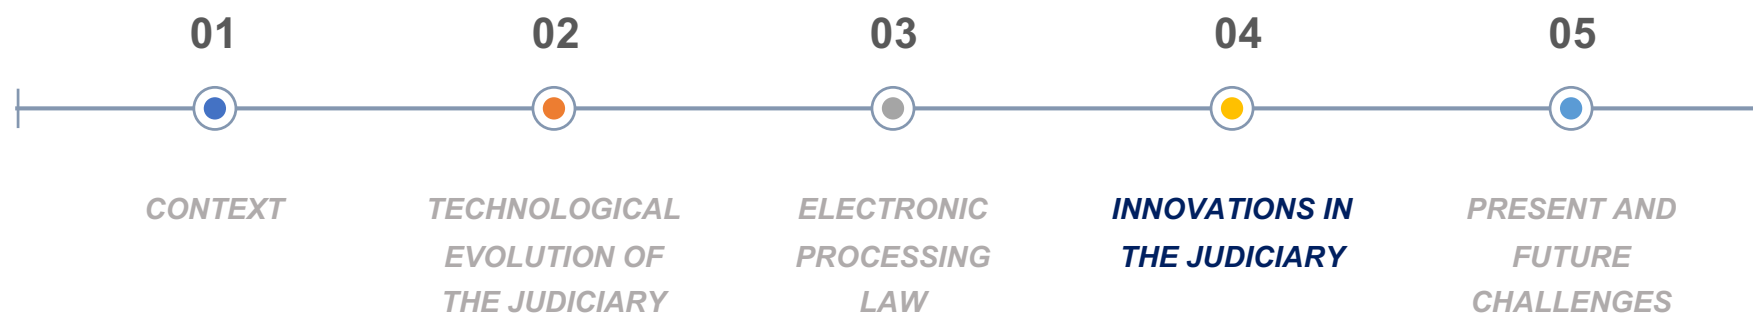 01
02
03
04
05
CONTEXT
TECHNOLOGICAL
EVOLUTION OF
THE JUDICIARY
ELECTRONIC
PROCESSING
LAW
INNOVATIONS IN
THE JUDICIARY
PRESENT AND
FUTURE
CHALLENGES